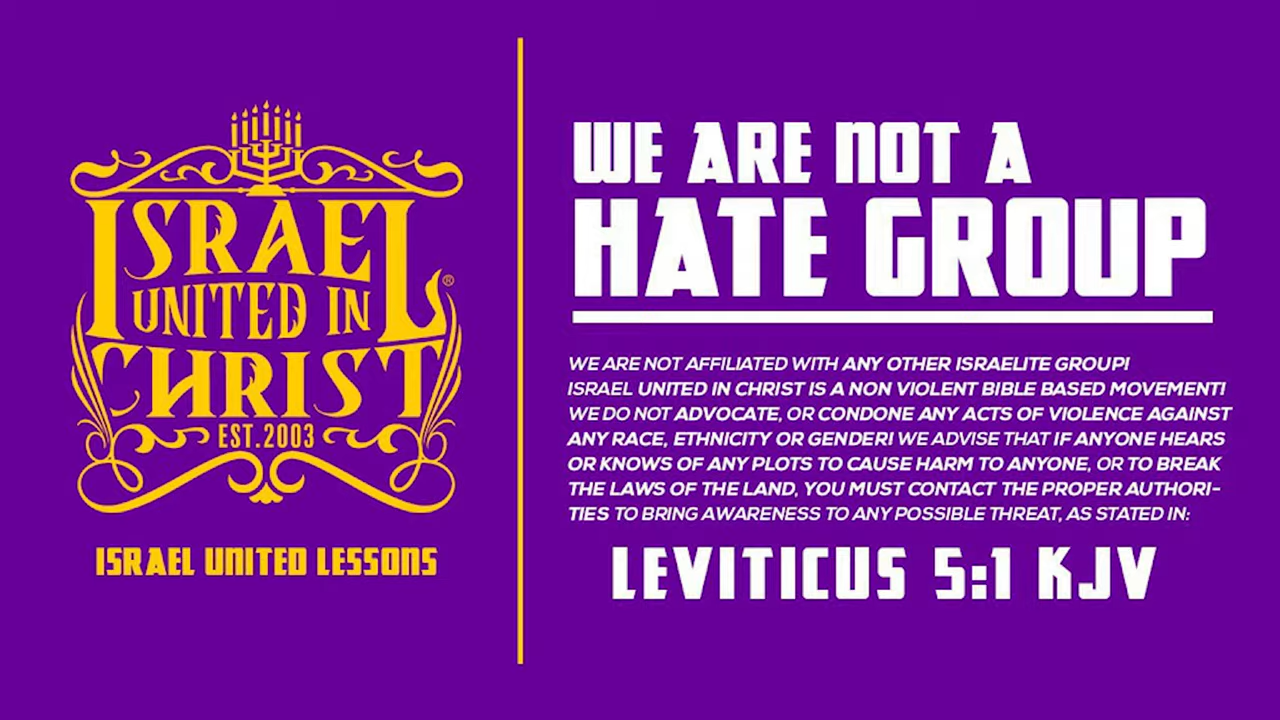 ISRAEL
UNITED IN
CHRIST
®
EST. 2003
ISRAEL UNITED LESSONS
WE ARE NOT A
HATE GROUP
WE ARE NOT AFFILIATED WITH ANY OTHER ISRAELITE GROUP!
ISRAEL UNITED IN CHRIST IS A NON VIOLENT BIBLE BASED MOVEMENT!
WE DO NOT ADVOCATE, OR CONDONE ANY ACTS OF VIOLENCE AGAINST
ANY RACE, ETHNICITY OR GENDER! WE ADVISE THAT IF ANYONE HEARS
OR KNOWS OF ANY PLOTS TO CAUSE HARM TO ANYONE, OR TO BREAK
THE LAWS OF THE LAND, YOU MUST CONTACT THE PROPER AUTHORI-
TIES TO BRING AWARENESS TO ANY POSSIBLE THREAT, AS STATED IN:
LEVITICUS 5:1 KJV